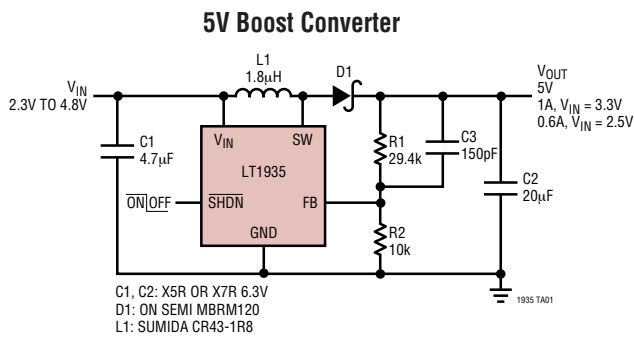 5V Boost Converter
L1
1.8µH
D1
VIN
2.3V TO 4.8V
VOUT
5V
1A, VIN = 3.3V
0.6A, VIN = 2.5V
C1
4.7µF
VIN
SW
LT1935
SHDN
FB
GND
ON OFF
R1
29.4k
C3
150pF
R2
10k
C2
20µF
C1, C2: X5R OR X7R 6.3V
D1: ON SEMI MBRM120
L1: SUMIDA CR43-1R8
1935 TA01